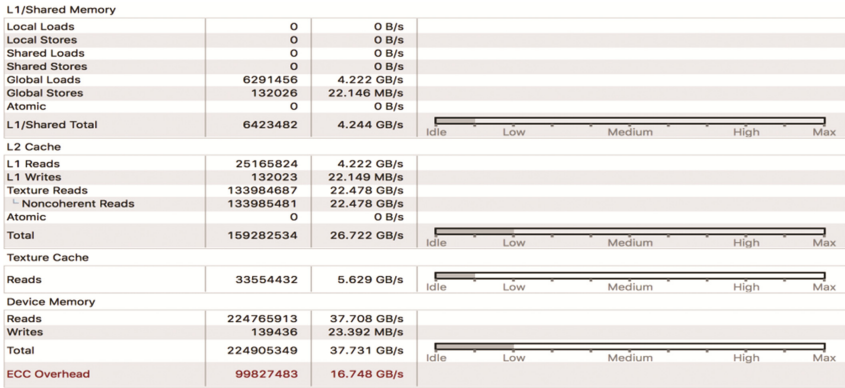 L1/Shared Memory
Local Loads 0 0 B/s
Local Stores 0 0 B/s
Shared Loads 0 0 B/s
Shared Stores 0 0 B/s
Global Loads 6291456 4.222 GB/s
Global Stores 132026 22.146 MB/s
Atomic 0 0 B/s
L1/Shared Total 6423482 4.244 GB/s
Idle Low Medium High Max
L2 Cache
L1 Reads 25165824 4.222 GB/s
L1 Writes 132023 22.149 MB/s
Texture Reads 133984687 22.478 GB/s
Noncoherent Reads 133985481 22.478 GB/s
Atomic 0 0 B/s
Total 159282534 26.722 GB/s
Idle Low Medium High Max
Texture Cache
Reads 33554432 5.629 GB/s
Idle Low Medium High Max
Device Memory
Reads 224765913 37.708 GB/s
Writes 139436 23.392 MB/s
Total 224905349 37.731 GB/s
Idle Low Medium High Max
ECC Overhead 99827483 16.748 GB/s